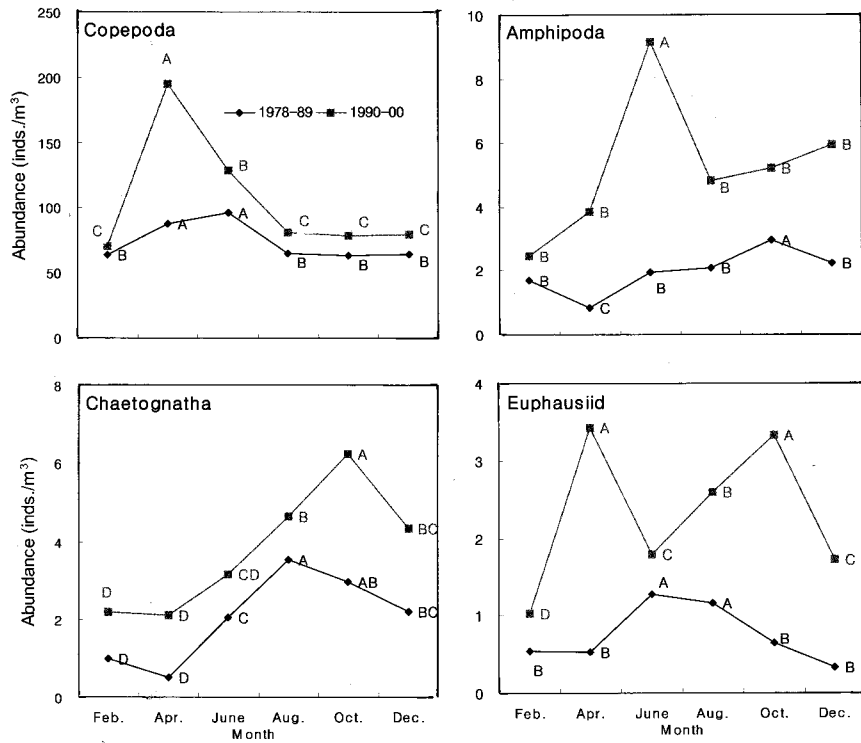 Copepoda
Abundance (inds./m³)
250
200
150
100
50
0
1978-89
1990-00
C
A
B
C
C
C
B
A
A
B
B
B
Amphipoda
10
8
6
4
2
0
B
B
A
B
B
B
B
C
B
B
A
B
Chaetognatha
Abundance (inds./m³)
8
6
4
2
0
D
D
CD
B
A
BC
D
D
C
A
AB
BC
Feb. Apr. June Aug. Oct. Dec.
Month
Euphausiid
4
3
2
1
0
D
A
C
B
A
C
B
B
A
A
B
B
Feb. Apr. June Aug. Oct. Dec.
Month